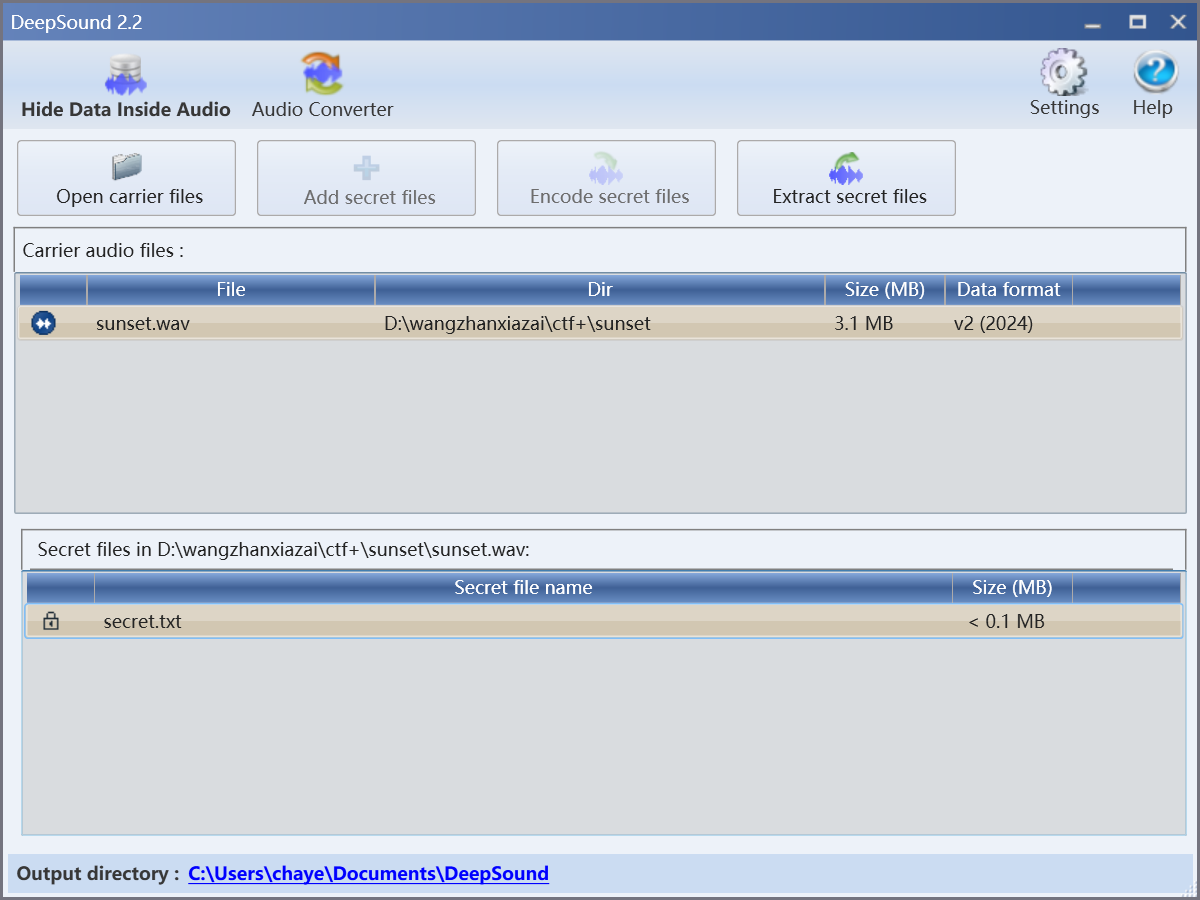 DeepSound 2.2
Hide Data Inside Audio Audio Converter Settings Help
Open carrier files Add secret files Encode secret files Extract secret files
Carrier audio files :
File Dir Size (MB) Data format
sunset.wav D:\wangzhanxiazai\ctf+\sunset 3.1 MB v2 (2024)
Secret files in D:\wangzhanxiazai\ctf+\sunset\sunset.wav:
Secret file name Size (MB)
secret.txt < 0.1 MB
Output directory : C:\Users\chaye\Documents\DeepSound